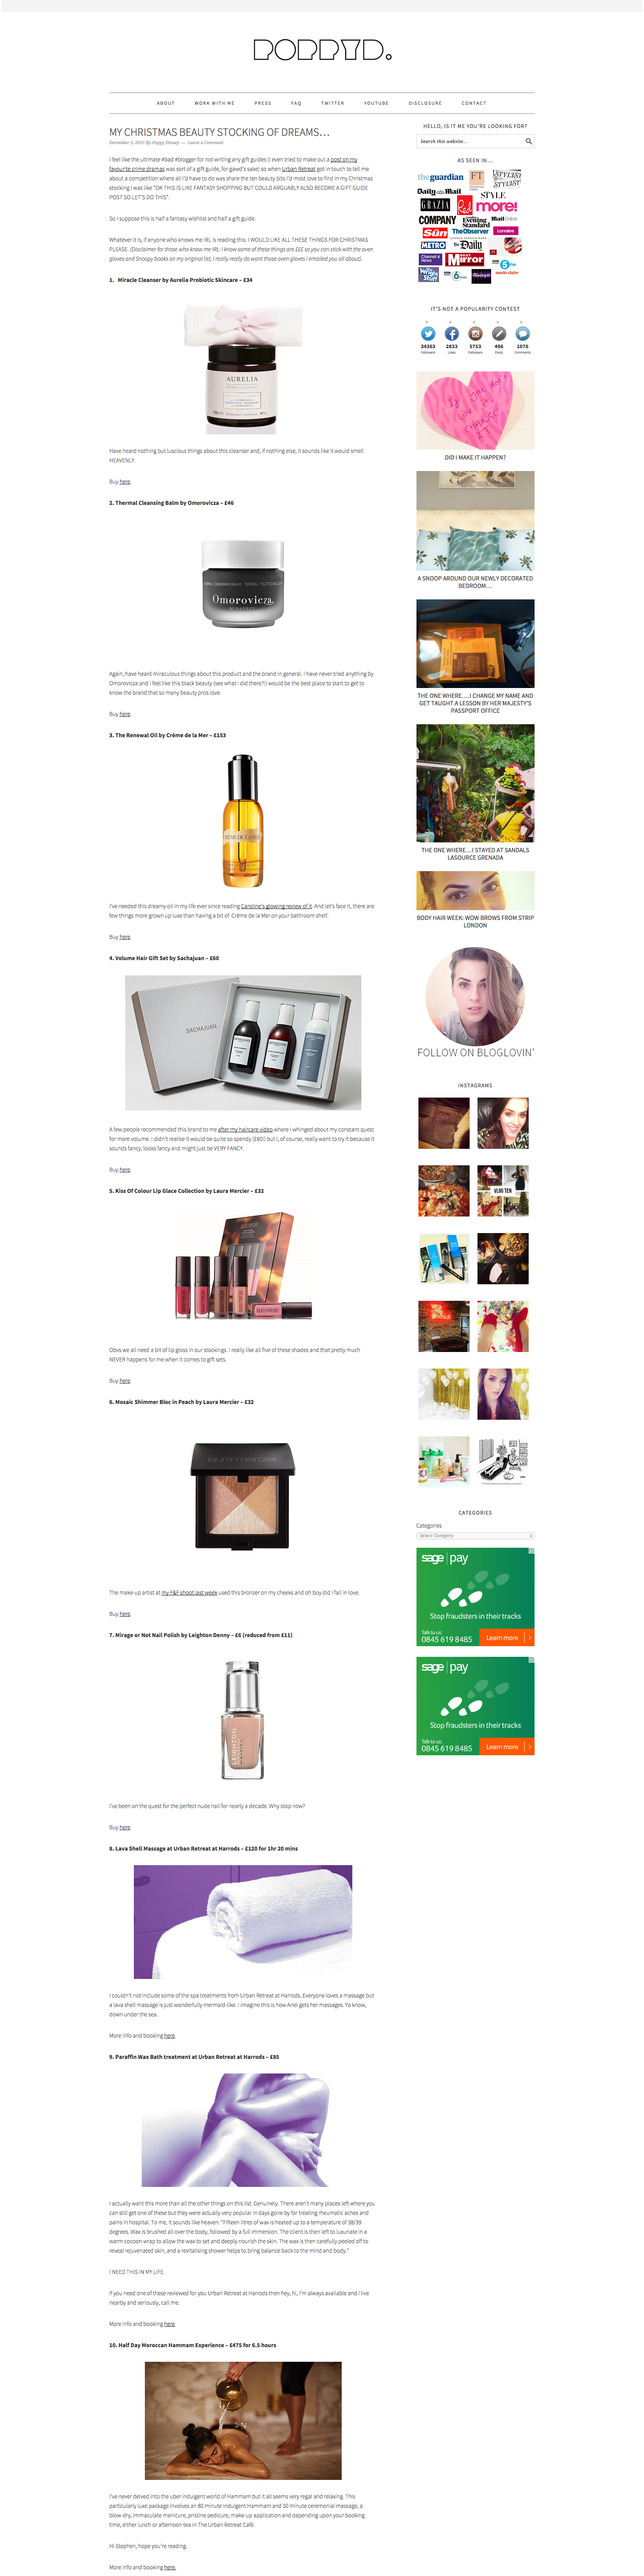 POPPYD.
ABOUT
WORK WITH ME
PRESS
FAQ
TWITTER
YOUTUBE
DISCLOSURE
CONTACT
MY CHRISTMAS BEAUTY STOCKING OF DREAMS…
December 5, 2015 By Poppy Dinsey — Leave a Comment
I feel like the ultimate #bad #blogger for not writing any gift guides (I even tried to make out a post on my
favourite crime dramas was sort of a gift guide, for gawd's sake) so when Urban Retreat got in touch to tell me
about a competition where all I'd have to do was share the ten beauty bits I'd most love to find in my Christmas
stocking I was like "OK THIS IS LIKE FANTASY SHOPPING BUT COULD ARGUABLY ALSO BECOME A GIFT GUIDE
POST SO LET'S DO THIS".
So I suppose this is half a fantasy wishlist and half a gift guide.
Whatever it is, if anyone who knows me IRL is reading this: I WOULD LIKE ALL THESE THINGS FOR CHRISTMAS
PLEASE. (Disclaimer for those who know me IRL: I know some of these things are £££ so you can stick with the oven
gloves and Snoopy books on my original list, I really really do want those oven gloves I emailed you all about).
1. Miracle Cleanser by Aurelia Probiotic Skincare – £34
AURELIA
Have heard nothing but luscious things about this cleanser and, if nothing else, it sounds like it would smell
HEAVENLY.
Buy here.
2. Thermal Cleansing Balm by Omorovicza – £46
Omorovicza
Again, have heard miraculous things about this product and the brand in general. I have never tried anything by
Omorovicza and I feel like this black beauty (see what I did there?!) would be the best place to start to get to
know the brand that so many beauty pros love.
Buy here.
3. The Renewal Oil by Crème de la Mer – £153
CRÈME DE LA MER
I've needed this dreamy oil in my life ever since reading Caroline's glowing review of it. And let's face it, there are
few things more grown up luxe than having a bit of Crème de la Mer on your bathroom shelf.
Buy here.
4. Volume Hair Gift Set by Sachajuan – £60
SACHAJUAN
A few people recommended this brand to me after my haircare video where I whinged about my constant quest
for more volume. I didn't realise it would be quite so spendy (£60) but I, of course, really want to try it because it
sounds fancy, looks fancy and might just be VERY FANCY.
Buy here.
5. Kiss Of Colour Lip Glace Collection by Laura Mercier – £32
Obvs we all need a bit of lip gloss in our stockings. I really like all five of these shades and that pretty much
NEVER happens for me when it comes to gift sets.
Buy here.
6. Mosaic Shimmer Bloc in Peach by Laura Mercier – £32
laura mercier
The make-up artist at my F&F shoot last week used this bronzer on my cheeks and oh boy did I fall in love.
Buy here.
7. Mirage or Not Nail Polish by Leighton Denny – £6 (reduced from £11)
LEIGHTON
I've been on the quest for the perfect nude nail for nearly a decade. Why stop now?
Buy here.
8. Lava Shell Massage at Urban Retreat at Harrods – £120 for 1hr 20 mins
I couldn't not include some of the spa treatments from Urban Retreat at Harrods. Everyone loves a massage but
a lava shell massage is just wonderfully mermaid-like. I imagine this is how Ariel gets her massages. Ya know,
down under the sea.
More info and booking here.
9. Paraffin Wax Bath treatment at Urban Retreat at Harrods – £85
I actually want this more than all the other things on this list. Genuinely. There aren't many places left where you
can still get one of these but they were actually very popular in days gone by for treating rheumatic aches and
pains in hospital. To me, it sounds like heaven: "Fifteen litres of wax is heated up to a temperature of 38/39
degrees. Wax is brushed all over the body, followed by a full immersion. The client is then left to luxuriate in a
warm cocoon wrap to allow the wax to set and deeply nourish the skin. The wax is then carefully peeled off to
reveal rejuvenated skin, and a revitalising shower helps to bring balance back to the mind and body."
I NEED THIS IN MY LIFE.
If you need one of these reviewed for you Urban Retreat at Harrods then hey, hi, I'm always available and I live
nearby and seriously, call me.
More info and booking here.
10. Half Day Moroccan Hammam Experience – £475 for 6.5 hours
I've never delved into the uber indulgent world of Hammam but it all seems very regal and relaxing. This
particularly luxe package involves an 80 minute Indulgent Hammam and 50 minute ceremonial massage, a
blow-dry, immaculate manicure, pristine pedicure, make-up application and depending upon your booking
time, either lunch or afternoon tea in The Urban Retreat Café.
Hi Stephen, hope you're reading.
More info and booking here.
HELLO, IS IT ME YOU'RE LOOKING FOR?
Search this website…
AS SEEN IN…
theguardian
FT
STYLIST
Daily Mail
STYLE
GRAZIA
Red
more!
COMPANY
Evening Standard
Mail Online
Sun
The Observer
Lorraine
METRO
The Daily
Channel 4 News
Mirror
5 live
The Wright Stuff
6
marie claire
IT'S NOT A POPULARITY CONTEST
34363 2833 5753 496 1076
Followers Likes Followers Posts Comments
If you don't like it CHANGE IT
DID I MAKE IT HAPPEN?
A SNOOP AROUND OUR NEWLY DECORATED
BEDROOM…
THE ONE WHERE….I CHANGE MY NAME AND
GET TAUGHT A LESSON BY HER MAJESTY'S
PASSPORT OFFICE
THE ONE WHERE…I STAYED AT SANDALS
LASOURCE GRENADA
BODY HAIR WEEK: WOW BROWS FROM STRIP
LONDON
FOLLOW ON BLOGLOVIN'
INSTAGRAMS
VLOG TEN
CATEGORIES
Categories
Select Category
sage pay
Stop fraudsters in their tracks
Talk to us:
0845 619 8485
Learn more
sage pay
Stop fraudsters in their tracks
Talk to us:
0845 619 8485
Learn more